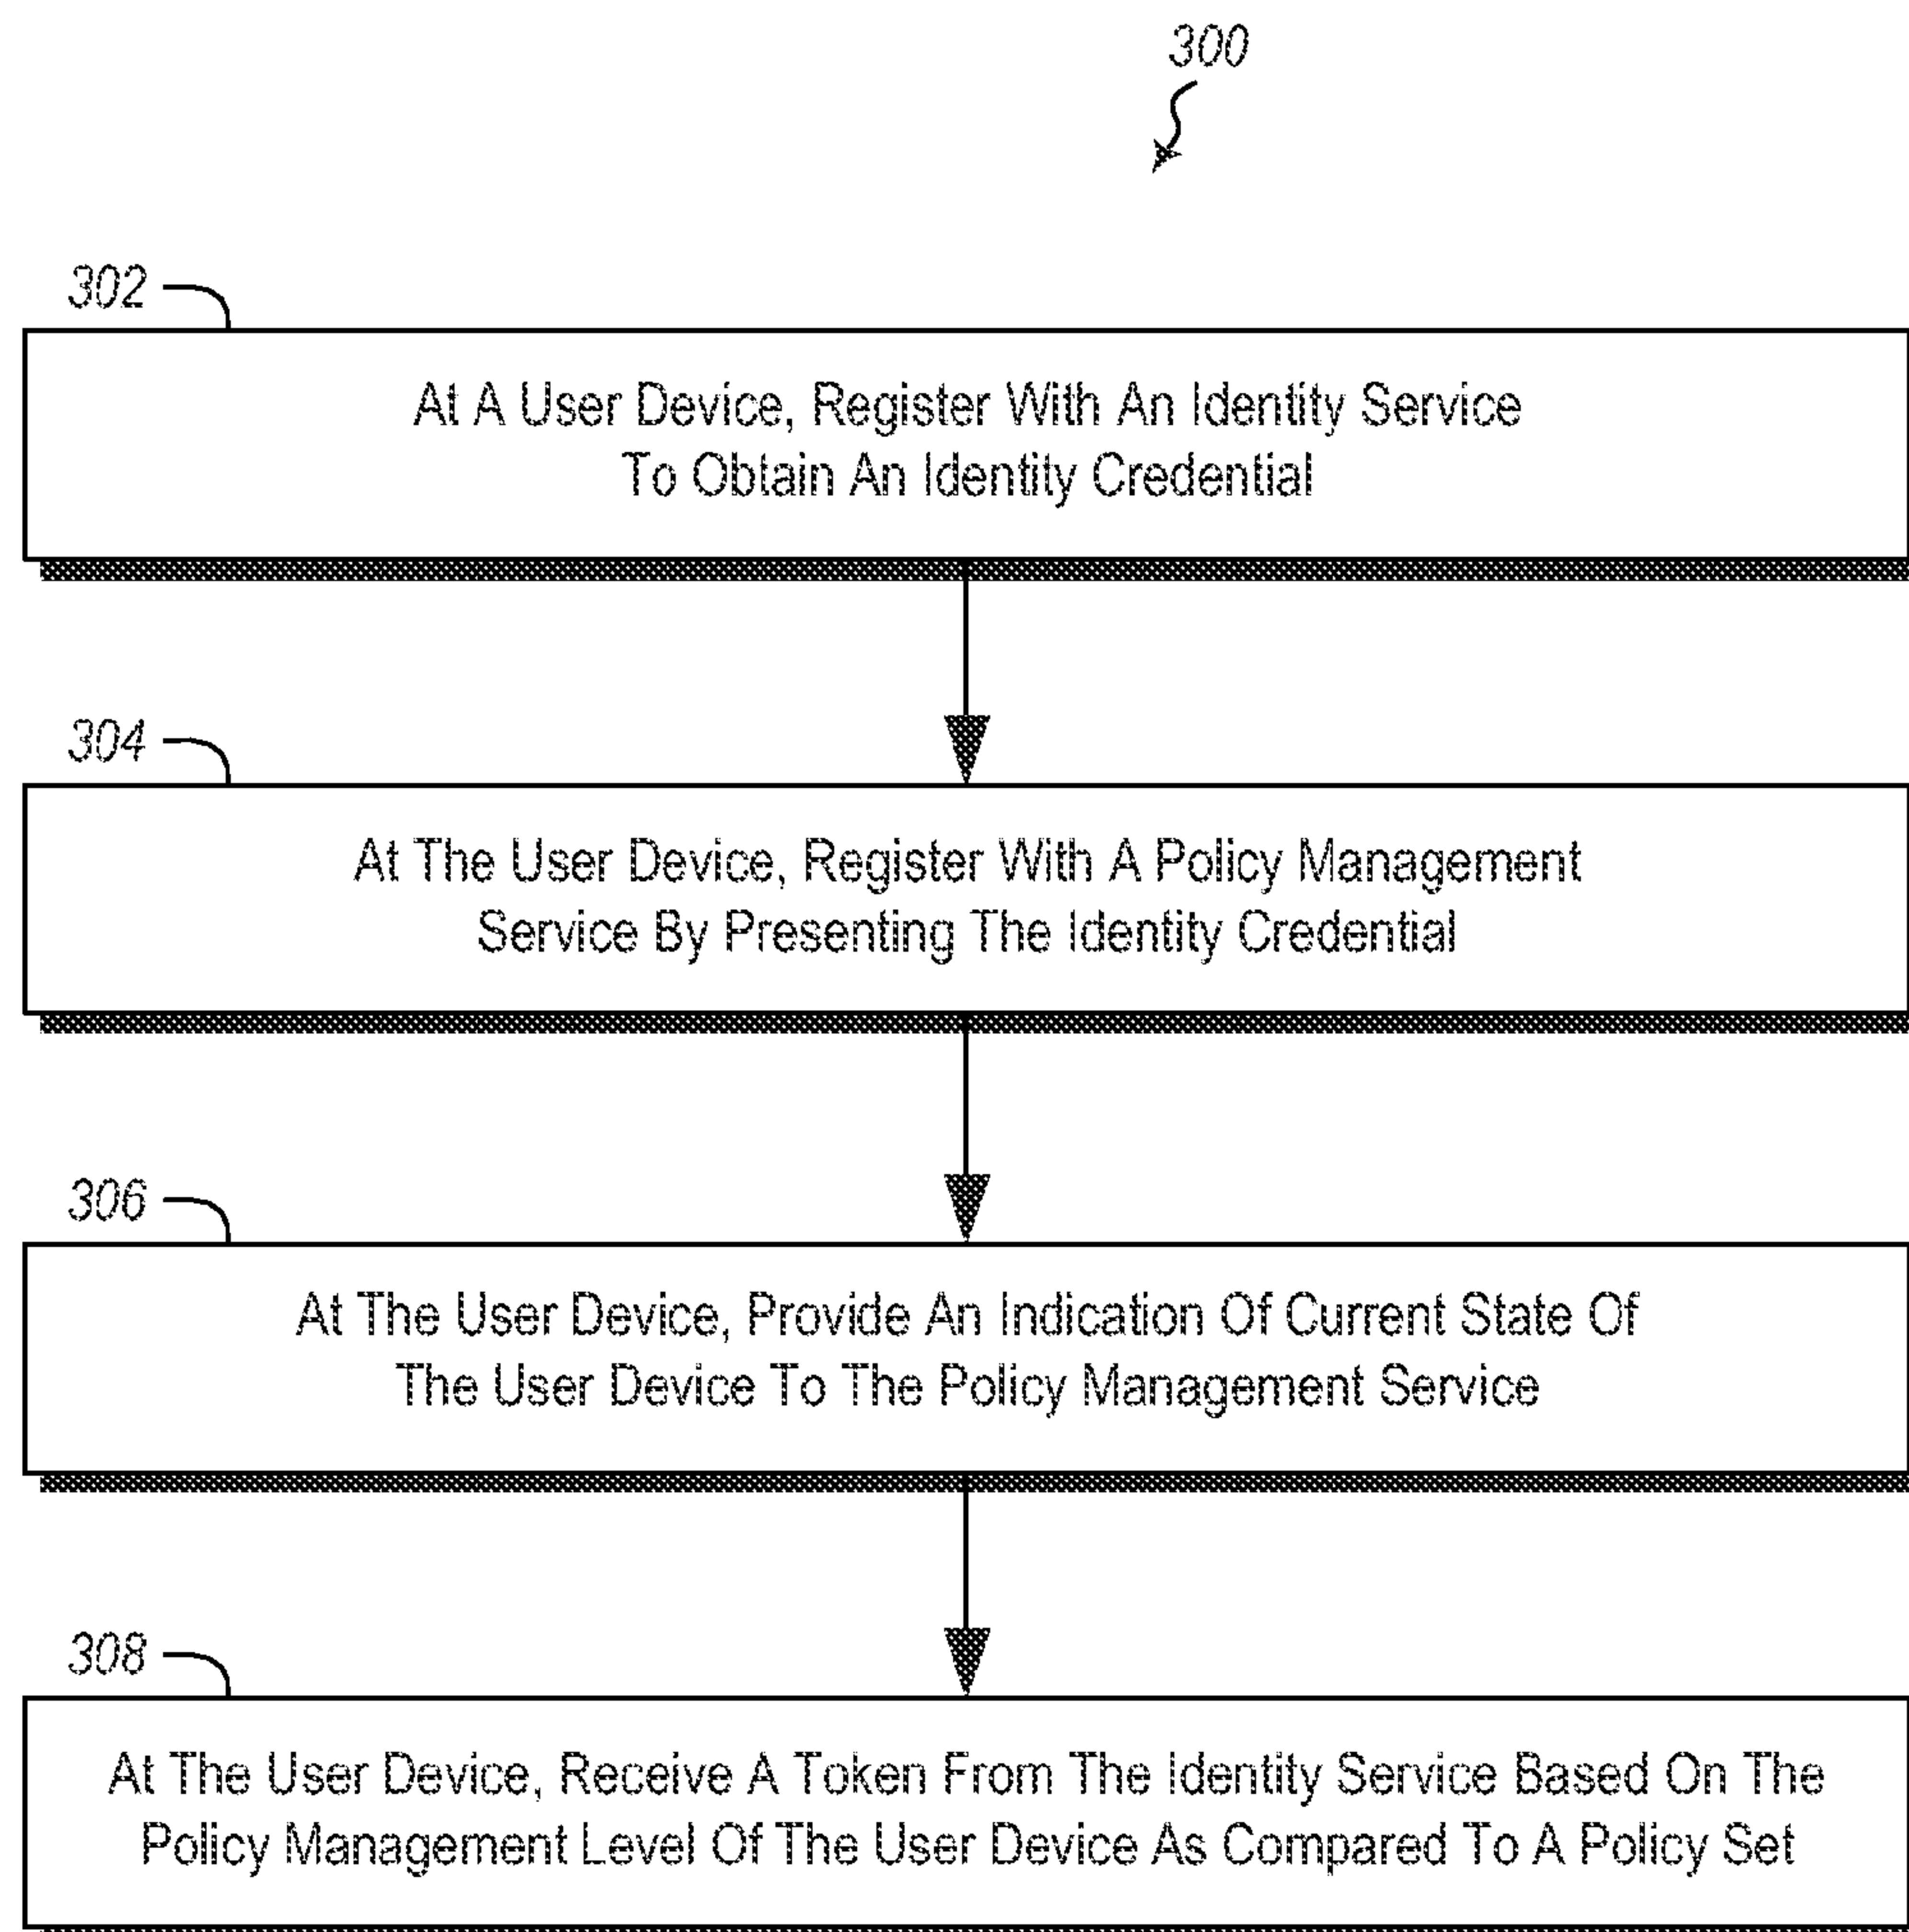 300
302
At A User Device, Register With An Identity Service
To Obtain An Identity Credential
304
At The User Device, Register With A Policy Management
Service By Presenting The Identity Credential
306
At The User Device, Provide An Indication Of Current State Of
The User Device To The Policy Management Service
308
At The User Device, Receive A Token From The Identity Service Based On The
Policy Management Level Of The User Device As Compared To A Policy Set